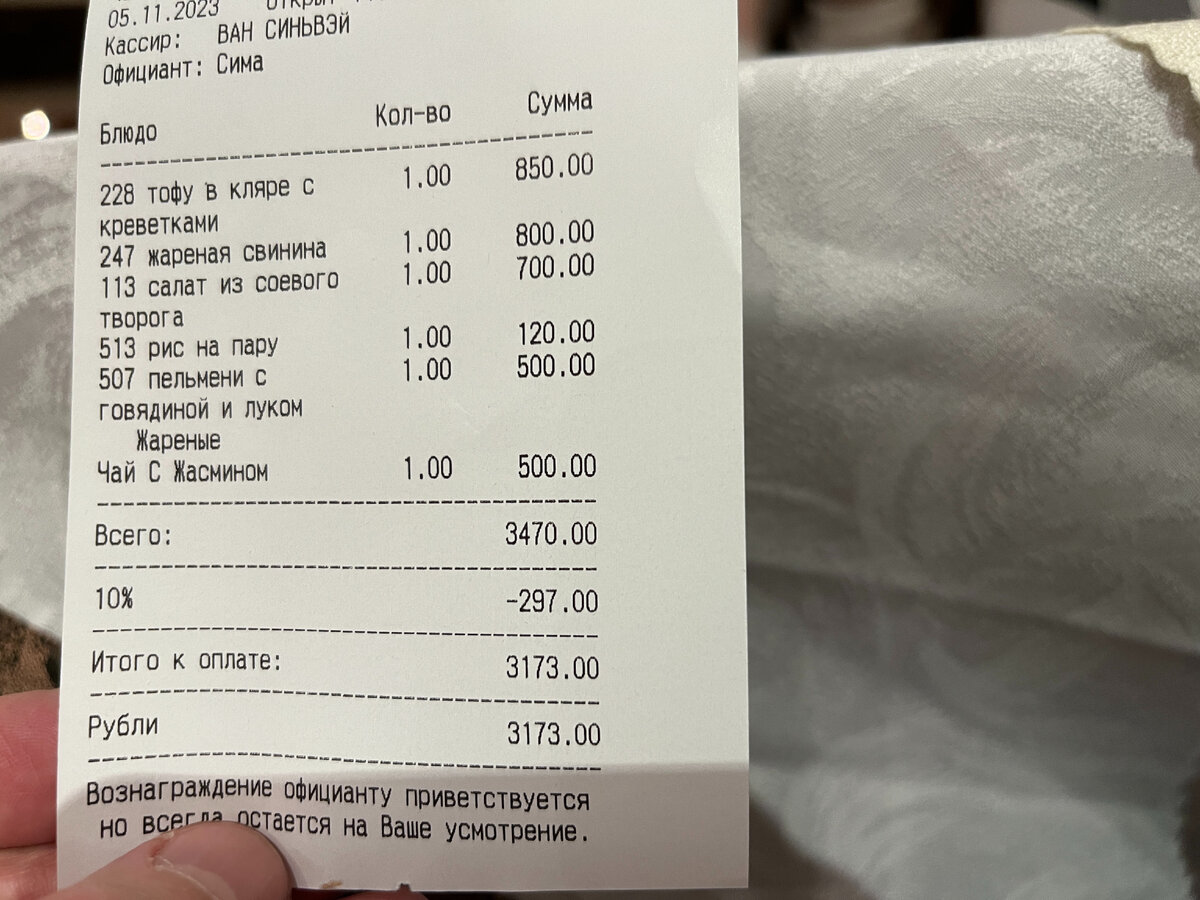 05.11.2023
Кассир: ВАН СИНЬВЭЙ
Официант: Сима
Блюдо Кол-во Сумма
228 тофу в кляре с 1.00 850.00
креветками
247 жареная свинина 1.00 800.00
113 салат из соевого 1.00 700.00
творога
513 рис на пару 1.00 120.00
507 пельмени с 1.00 500.00
говядиной и луком
Жареные
Чай С Жасмином 1.00 500.00
Всего: 3470.00
10% -297.00
Итого к оплате: 3173.00
Рубли 3173.00
Вознаграждение официанту приветствуется
но всегда остается на Ваше усмотрение.